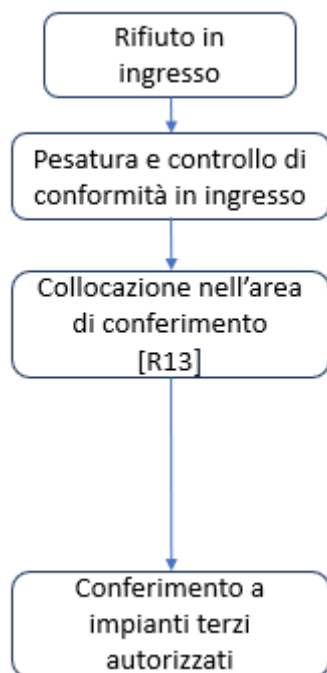 Rifiuto in
ingresso
Pesatura e controllo di
conformità in ingresso
Collocazione nell'area
di conferimento
[R13]
Conferimento a
impianti terzi
autorizzati